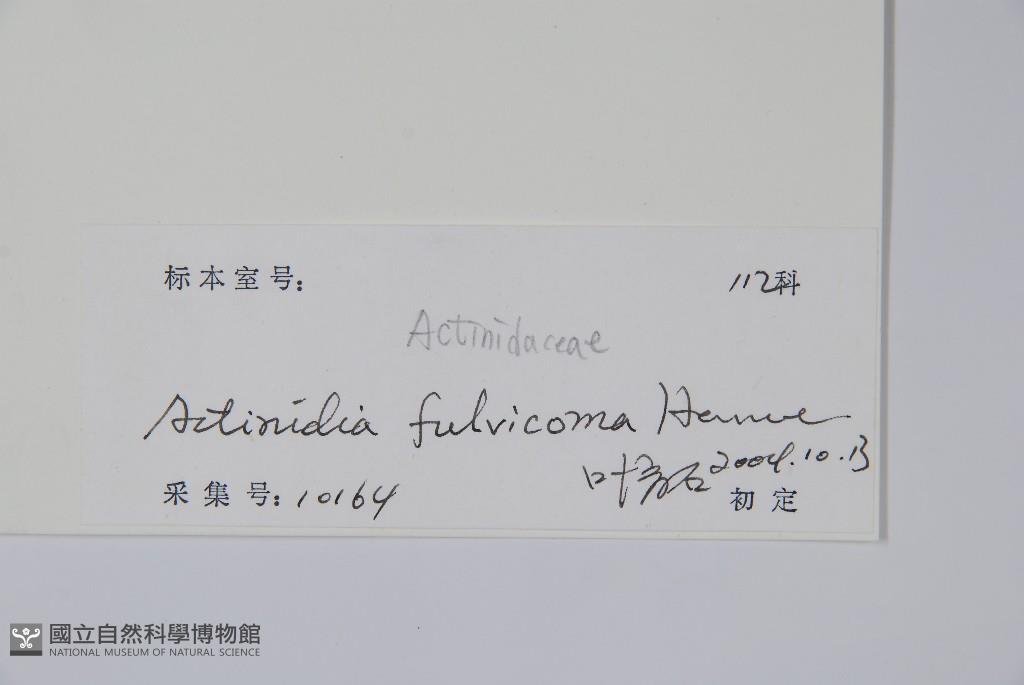 标本室号: 112科
Actinidaceae
Actinidia fulvicoma Hance
叶 2004.10.13
采集号: 10164 初定
國立自然科學博物館
NATIONAL MUSEUM OF NATURAL SCIENCE